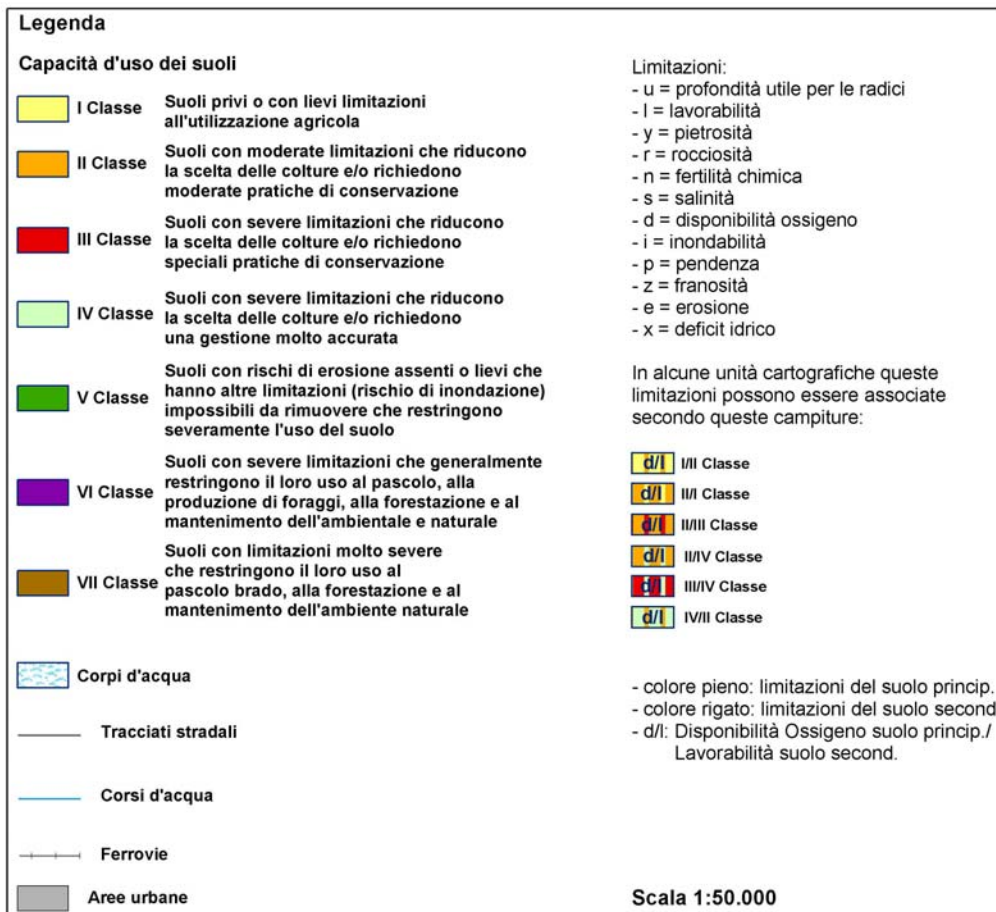 Legenda
Capacità d'uso dei suoli
I Classe
Suoli privi o con lievi limitazioni
all'utilizzazione agricola
II Classe
Suoli con moderate limitazioni che riducono
la scelta delle colture e/o richiedono
moderate pratiche di conservazione
III Classe
Suoli con severe limitazioni che riducono
la scelta delle colture e/o richiedono
speciali pratiche di conservazione
IV Classe
Suoli con severe limitazioni che riducono
la scelta delle colture e/o richiedono
una gestione molto accurata
V Classe
Suoli con rischi di erosione assenti o lievi che
hanno altre limitazioni (rischio di inondazione)
impossibili da rimuovere che restringono
severamente l'uso del suolo
VI Classe
Suoli con severe limitazioni che generalmente
restringono il loro uso al pascolo, alla
produzione di foraggi, alla forestazione e al
mantenimento dell'ambientale e naturale
VII Classe
Suoli con limitazioni molto severe
che restringono il loro uso al
pascolo brado, alla forestazione e al
mantenimento dell'ambiente naturale
Corpi d'acqua
Tracciati stradali
Corsi d'acqua
Ferrovie
Aree urbane
Limitazioni:
- u = profondità utile per le radici
- l = lavorabilità
- y = pietrosità
- r = rocciosità
- n = fertilità chimica
- s = salinità
- d = disponibilità ossigeno
- i = inondabilità
- p = pendenza
- z = franosità
- e = erosione
- x = deficit idrico
In alcune unità cartografiche queste
limitazioni possono essere associate
secondo queste campiture:
d/l I/II Classe
d/l II/I Classe
d/l II/III Classe
d/l II/IV Classe
d/l III/IV Classe
d/l IV/II Classe
- colore pieno: limitazioni del suolo princip.
- colore rigato: limitazioni del suolo second
- d/l: Disponibilità Ossigeno suolo princip./
Lavorabilità suolo second.
Scala 1:50.000